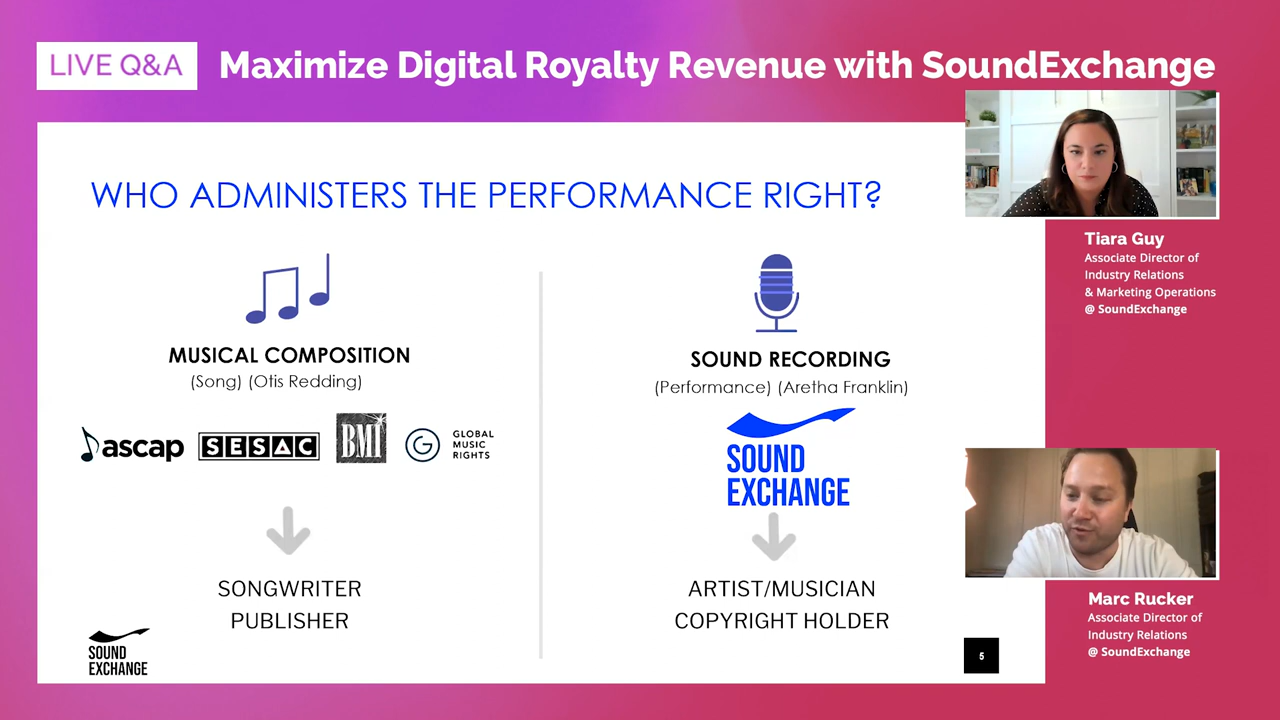 LIVE Q&A
Maximize Digital Royalty Revenue with SoundExchange
WHO ADMINISTERS THE PERFORMANCE RIGHT?
MUSICAL COMPOSITION
(Song) (Otis Redding)
ascap
SESAC
BMI
G
GLOBAL
MUSIC
RIGHTS
SONGWRITER
PUBLISHER
SOUND RECORDING
(Performance) (Aretha Franklin)
SOUND
EXCHANGE
ARTIST/MUSICIAN
COPYRIGHT HOLDER
SOUND
EXCHANGE
5
Tiara Guy
Associate Director of
Industry Relations
& Marketing Operations
@ SoundExchange
Marc Rucker
Associate Director of
Industry Relations
@ SoundExchange